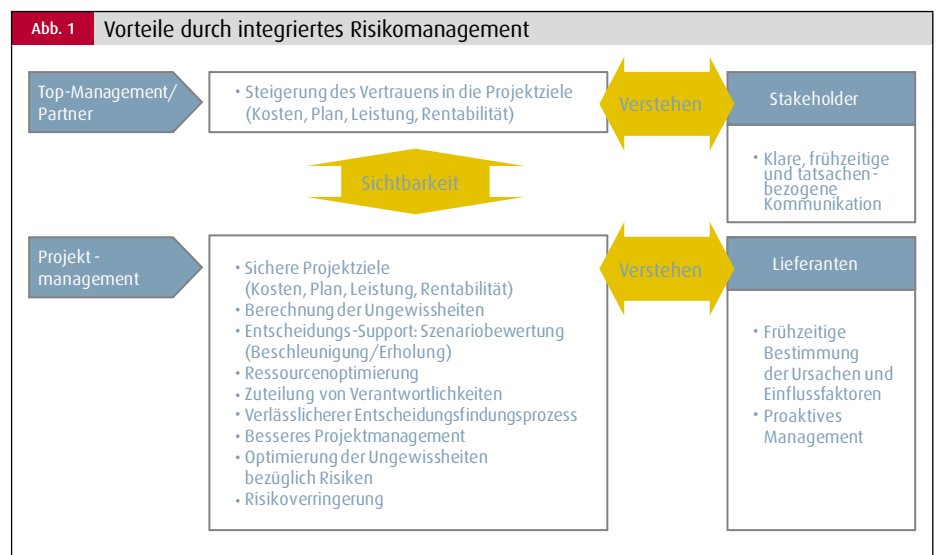 Abb. 1 Vorteile durch integriertes Risikomanagement
Top-Management/
Partner
• Steigerung des Vertrauens in die Projektziele
(Kosten, Plan, Leistung, Rentabilität)
Verstehen
Stakeholder
• Klare, frühzeitige
und tatsachen-
bezogene
Kommunikation
Sichtbarkeit
Projekt -
management
• Sichere Projektziele
(Kosten, Plan, Leistung, Rentabilität)
• Berechnung der Ungewissheiten
• Entscheidungs-Support: Szenariobewertung
(Beschleunigung/Erholung)
• Ressourcenoptimierung
• Zuteilung von Verantwortlichkeiten
• Verlässlicherer Entscheidungsfindungsprozess
• Besseres Projektmanagement
• Optimierung der Ungewissheiten
bezüglich Risiken
• Risikoverringerung
Verstehen
Lieferanten
• Frühzeitige
Bestimmung
der Ursachen und
Einflussfaktoren
• Proaktives
Management